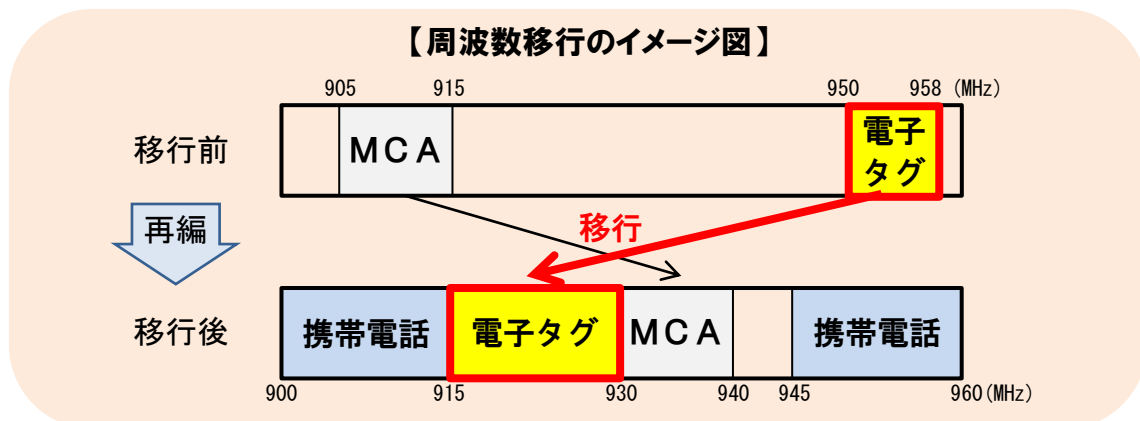 【周波数移行のイメージ図】
905 915 950 958 (MHz)
移行前 MCA 電子
タグ
再編 移行
移行後 携帯電話 電子タグ MCA 携帯電話
900 915 930 940 945 960(MHz)